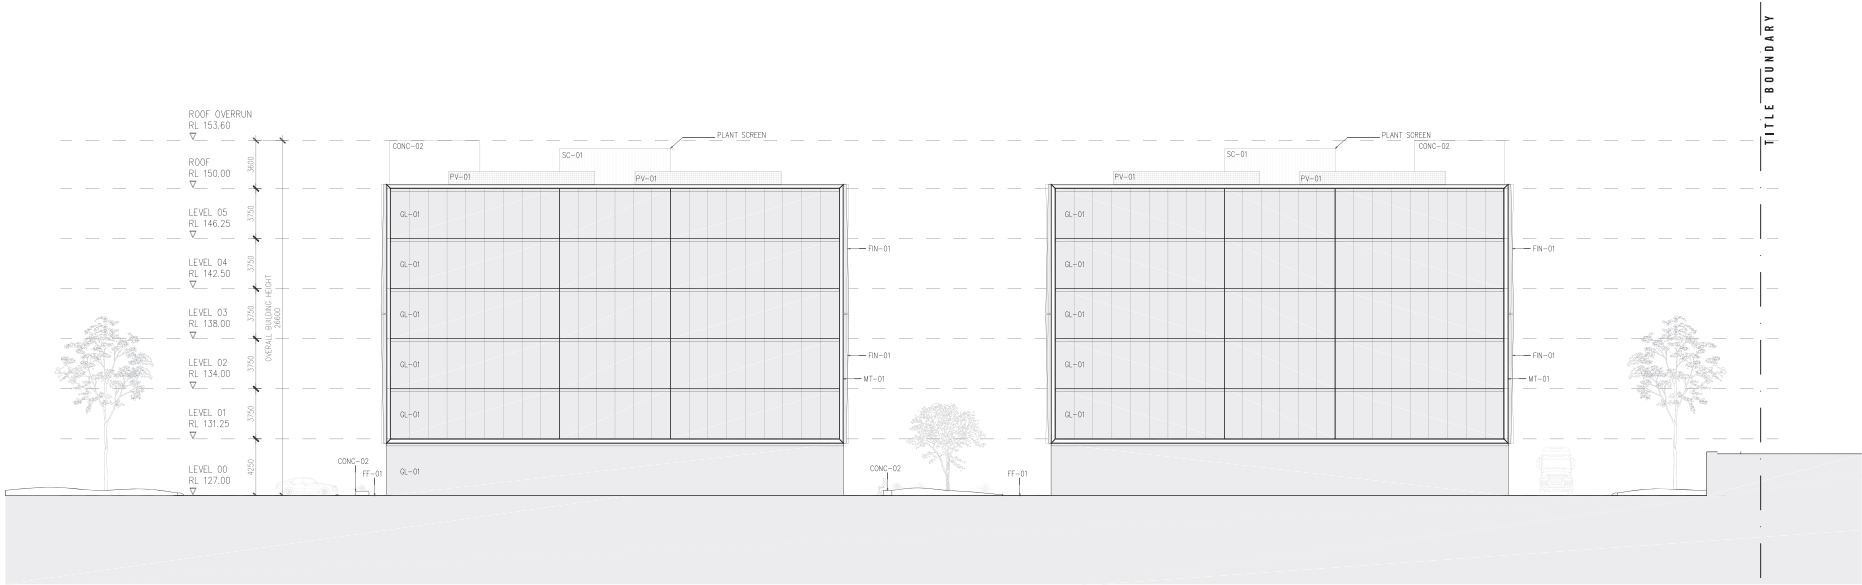 TITLE BOUNDARY
ROOF OVERRUN
RL 153.60
ROOF
RL 150.00
LEVEL 05
RL 146.25
LEVEL 04
RL 142.50
LEVEL 03
RL 138.00
LEVEL 02
RL 134.00
LEVEL 01
RL 131.25
LEVEL 00
RL 127.00
3600
3750
3750
3750
3750
3750
4250
OVERALL BUILDING HEIGHT
26600
CONC-02
SC-01
PLANT SCREEN
PV-01
PV-01
GL-01
GL-01
GL-01
GL-01
GL-01
GL-01
FIN-01
FIN-01
MT-01
CONC-02
FF-01
CONC-02
FF-01
SC-01
PLANT SCREEN
CONC-02
PV-01
PV-01
GL-01
GL-01
GL-01
GL-01
GL-01
FIN-01
FIN-01
MT-01